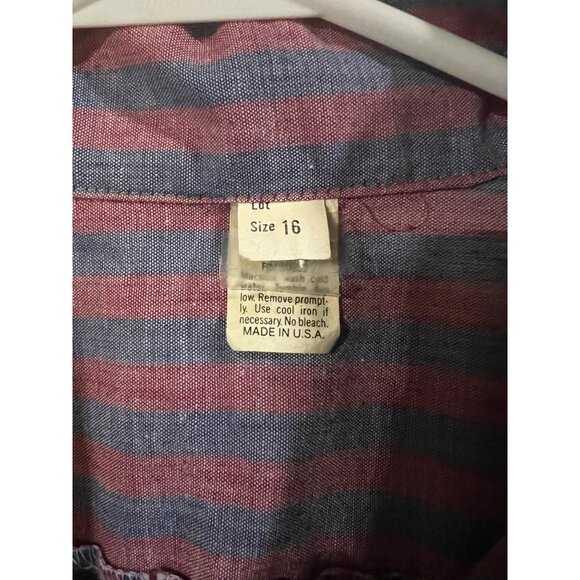 Lot
Size 16
low. Remove prompt-
ly. Use cool iron if
necessary. No bleach.
MADE IN U.S.A.